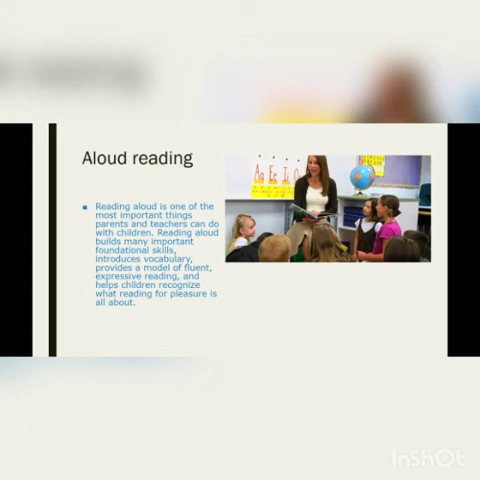 Aloud reading
Reading aloud is one of the
most important things
parents and teachers can do
with children. Reading aloud
builds many important
foundational skills,
introduces vocabulary,
provides a model of fluent,
expressive reading, and
helps children recognize
what reading for pleasure is
all about.
InShOt